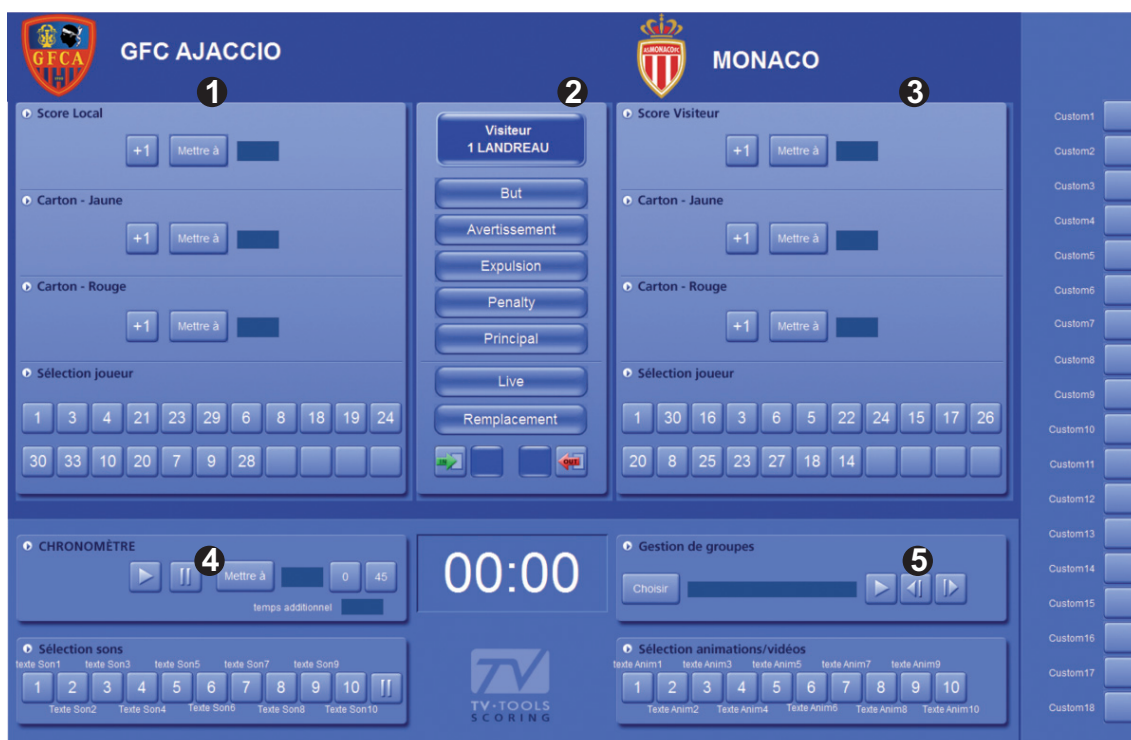 GFC AJACCIO
MONACO
GFCA
AS MONACO FC
1
2
3
Score Local
+1 Mettre à
Carton - Jaune
+1 Mettre à
Carton - Rouge
+1 Mettre à
Sélection joueur
1 3 4 21 23 29 6 8 18 19 24
30 33 10 20 7 9 28
Visiteur
1 LANDREAU
But
Avertissement
Expulsion
Penalty
Principal
Live
Remplacement
IN
OUT
Score Visiteur
+1 Mettre à
Carton - Jaune
+1 Mettre à
Carton - Rouge
+1 Mettre à
Sélection joueur
1 30 16 3 6 5 22 24 15 17 26
20 8 25 23 27 18 14
Custom1
Custom2
Custom3
Custom4
Custom5
Custom6
Custom7
Custom8
Custom9
Custom10
Custom11
Custom12
Custom13
Custom14
Custom15
Custom16
Custom17
Custom18
CHRONOMÈTRE
4
Mettre à 0 45
temps additionnel
00:00
Gestion de groupes
5
Choisir
Sélection sons
texte Son1 texte Son3 texte Son5 texte Son7 texte Son9
1 2 3 4 5 6 7 8 9 10
Texte Son2 Texte Son4 Texte Son6 Texte Son8 Texte Son10
TV
TV·TOOLS
SCORING
Sélection animations/vidéos
texte Anim1 texte Anim3 texte Anim5 texte Anim7 texte Anim9
1 2 3 4 5 6 7 8 9 10
Texte Anim2 Texte Anim4 Texte Anim6 Texte Anim8 Texte Anim10